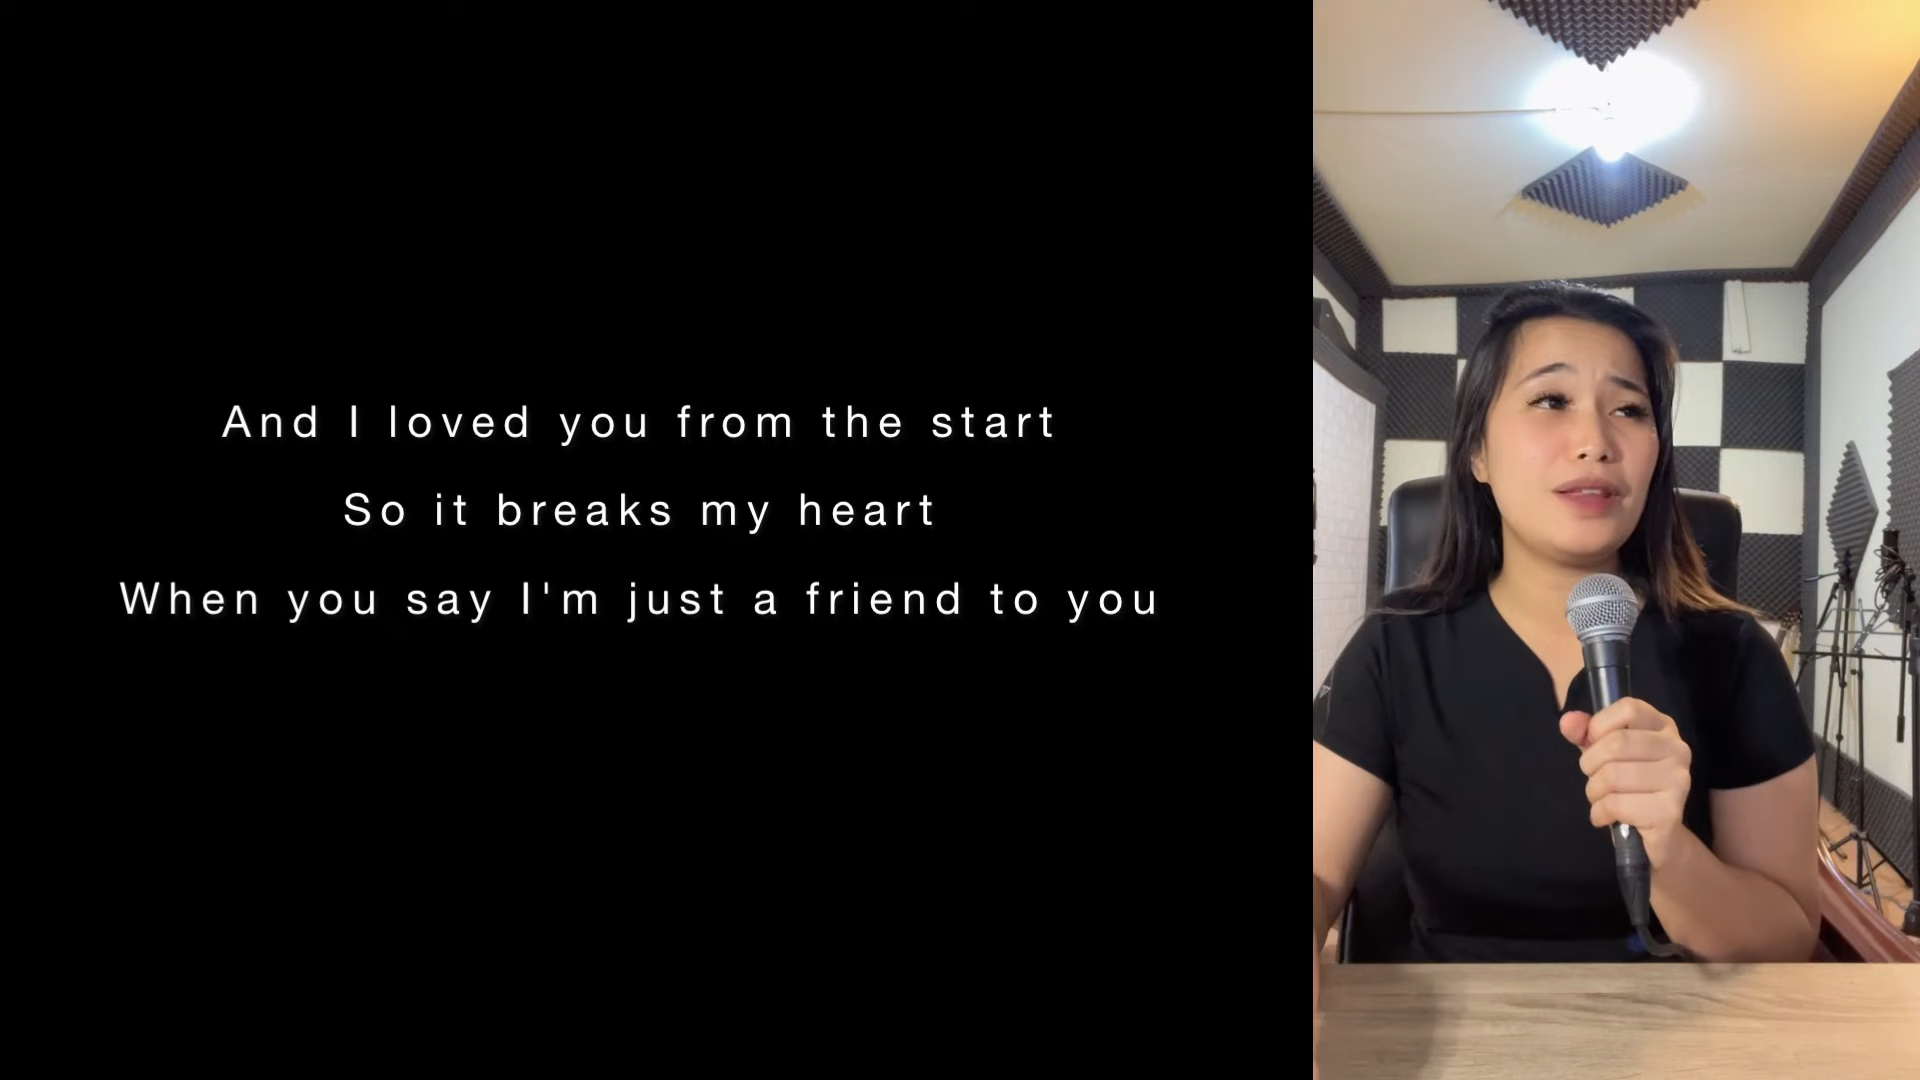 And I loved you from the start
So it breaks my heart
When you say I'm just a friend to you